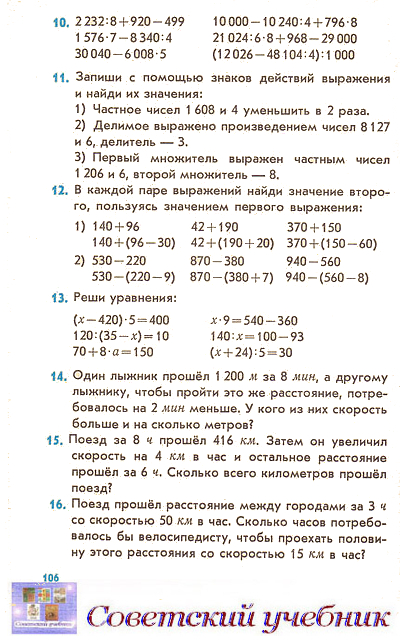 10. 2 232:8+920−499 10 000−10 240:4+796·8
1 576·7−8 340:4 21 024:6·8+968−29 000
30 040−6 008·5 (12 026−48 104:4):1 000
11. Запиши с помощью знаков действий выражения
и найди их значения:
1) Частное чисел 1 608 и 4 уменьшить в 2 раза.
2) Делимое выражено произведением чисел 8 127
и 6, делитель — 3.
3) Первый множитель выражен частным чисел
1 206 и 6, второй множитель — 8.
12. В каждой паре выражений найди значение второ-
го, пользуясь значением первого выражения:
1) 140+96 42+190 370+150
140+(96−30) 42+(190+20) 370+(150−60)
2) 530−220 870−380 940−560
530−(220−9) 870−(380+7) 940−(560−8)
13. Реши уравнения:
(x−420)·5=400 x·9=540−360
120:(35−x)=10 140:x=100−93
70+8·a=150 (x+24):5=30
14. Один лыжник прошёл 1 200 м за 8 мин, а другому
лыжнику, чтобы пройти это же расстояние, потре-
бовалось на 2 мин меньше. У кого из них скорость
больше и на сколько метров?
15. Поезд за 8 ч прошёл 416 км. Затем он увеличил
скорость на 4 км в час и остальное расстояние
прошёл за 6 ч. Сколько всего километров прошёл
поезд?
16. Поезд прошёл расстояние между городами за 3 ч
со скоростью 50 км в час. Сколько часов потребо-
валось бы велосипедисту, чтобы проехать полови-
ну этого расстояния со скоростью 15 км в час?
106
Советский учебник
Советский учебник